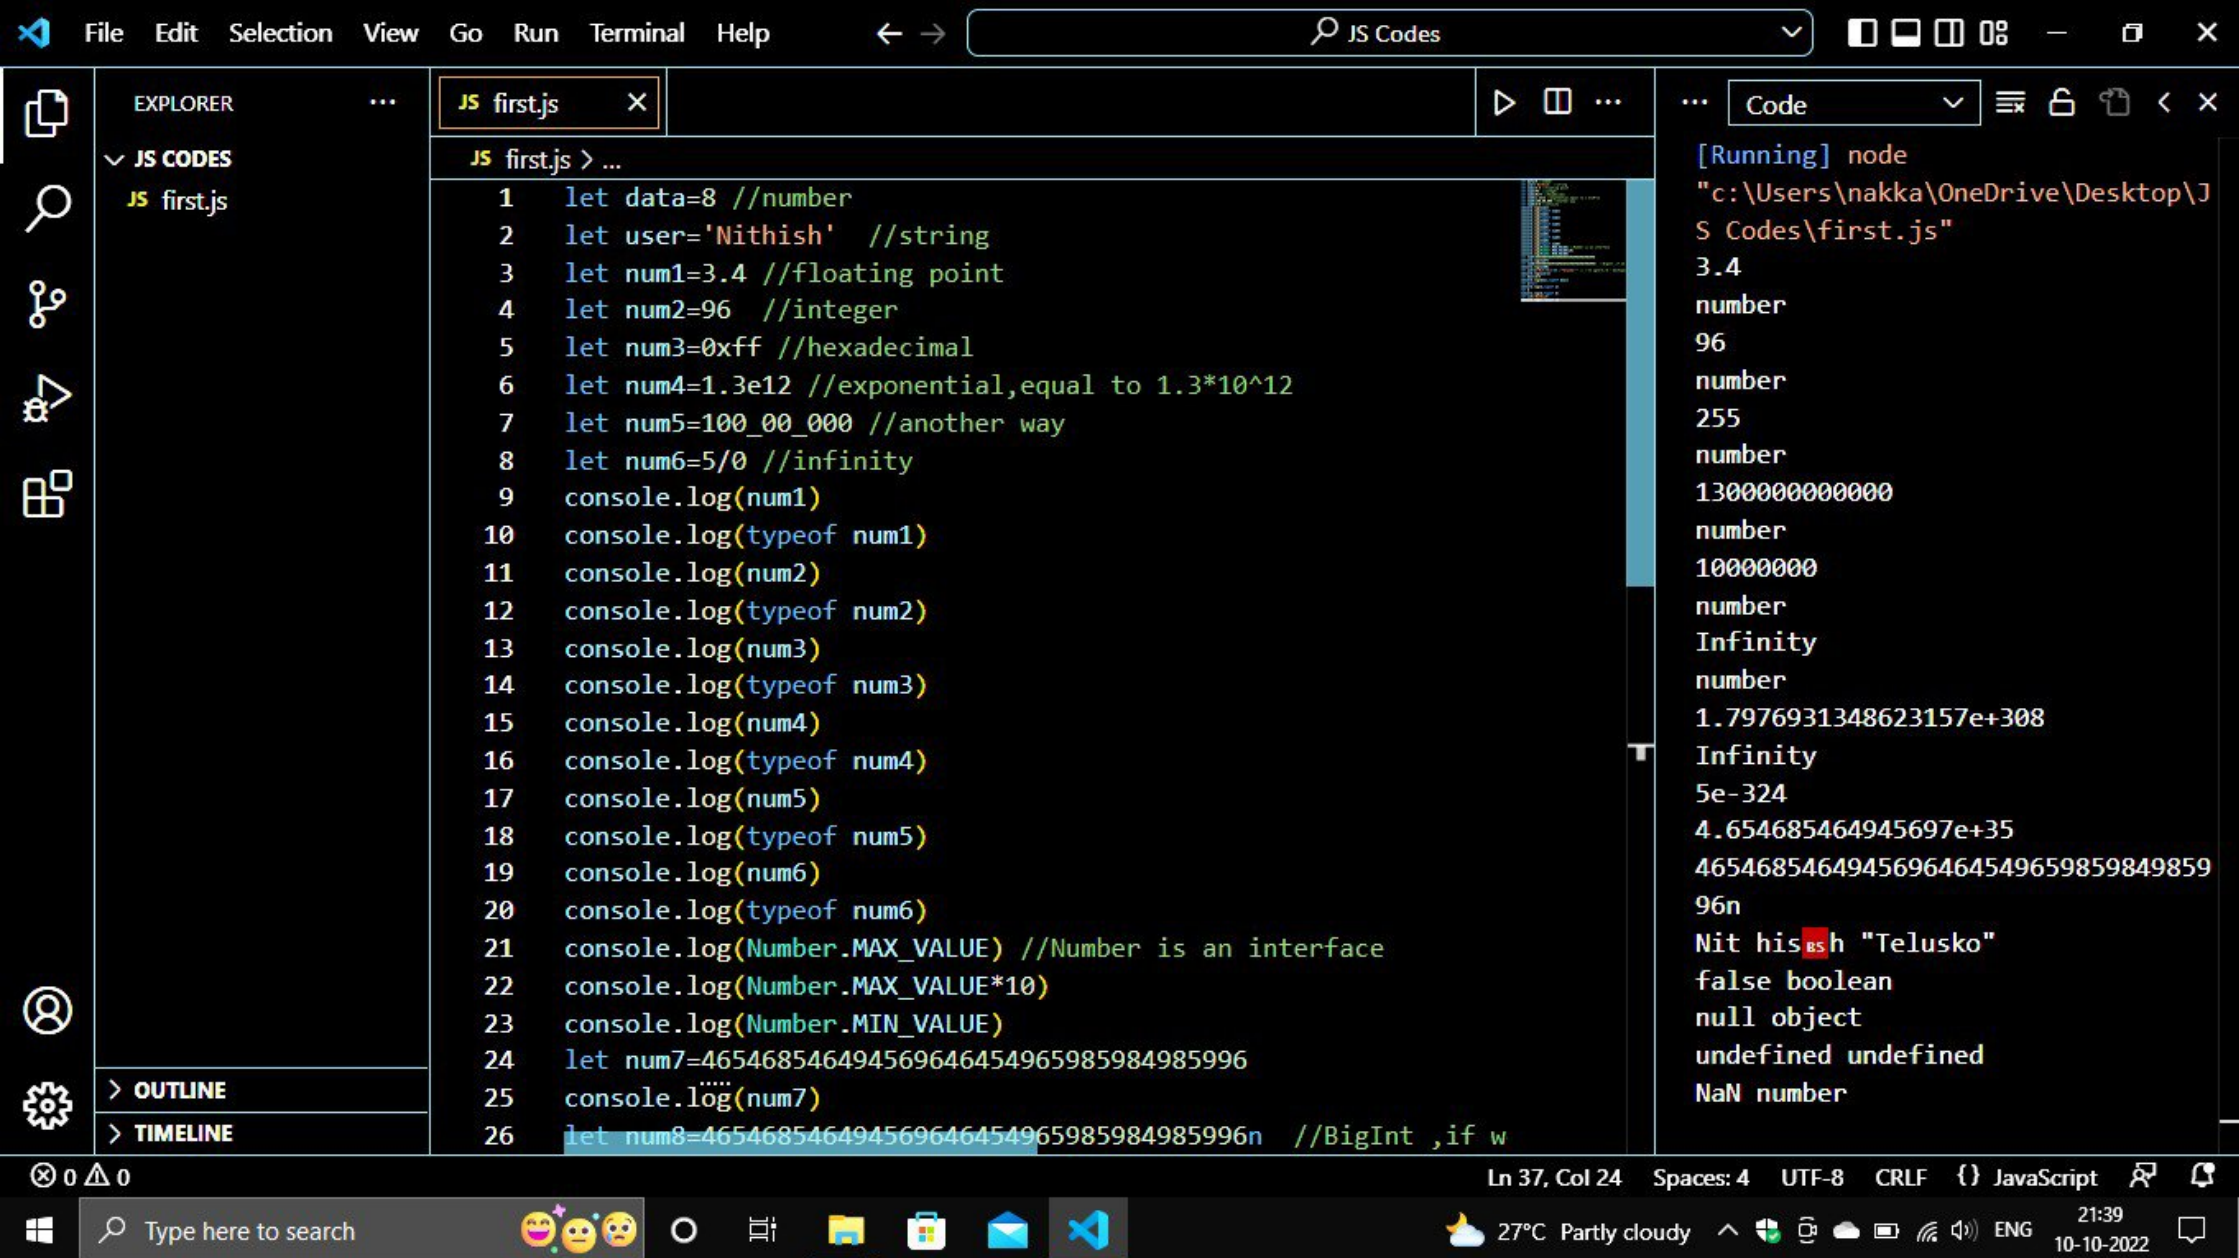 File Edit Selection View Go Run Terminal Help
JS Codes
EXPLORER
JS CODES
JS first.js
OUTLINE
TIMELINE
JS first.js
JS first.js > ...
1 let data=8 //number
2 let user='Nithish'  //string
3 let num1=3.4 //floating point
4 let num2=96  //integer
5 let num3=0xff //hexadecimal
6 let num4=1.3e12 //exponential,equal to 1.3*10^12
7 let num5=100_00_000 //another way
8 let num6=5/0 //infinity
9 console.log(num1)
10 console.log(typeof num1)
11 console.log(num2)
12 console.log(typeof num2)
13 console.log(num3)
14 console.log(typeof num3)
15 console.log(num4)
16 console.log(typeof num4)
17 console.log(num5)
18 console.log(typeof num5)
19 console.log(num6)
20 console.log(typeof num6)
21 console.log(Number.MAX_VALUE) //Number is an interface
22 console.log(Number.MAX_VALUE*10)
23 console.log(Number.MIN_VALUE)
24 let num7=465468546494569646454965985984985996
25 console.log(num7)
26 let num8=465468546494569646454965985984985996n  //BigInt ,if w
Code
[Running] node
"c:\Users\nakka\OneDrive\Desktop\J
S Codes\first.js"
3.4
number
96
number
255
number
1300000000000
number
10000000
number
Infinity
number
1.7976931348623157e+308
Infinity
5e-324
4.654685464945697e+35
4654685464945696464549659859849859
96n
Nit hisBSh "Telusko"
false boolean
null object
undefined undefined
NaN number
0 0
Ln 37, Col 24 Spaces: 4 UTF-8 CRLF {} JavaScript
Type here to search
27°C Partly cloudy
ENG
21:39
10-10-2022